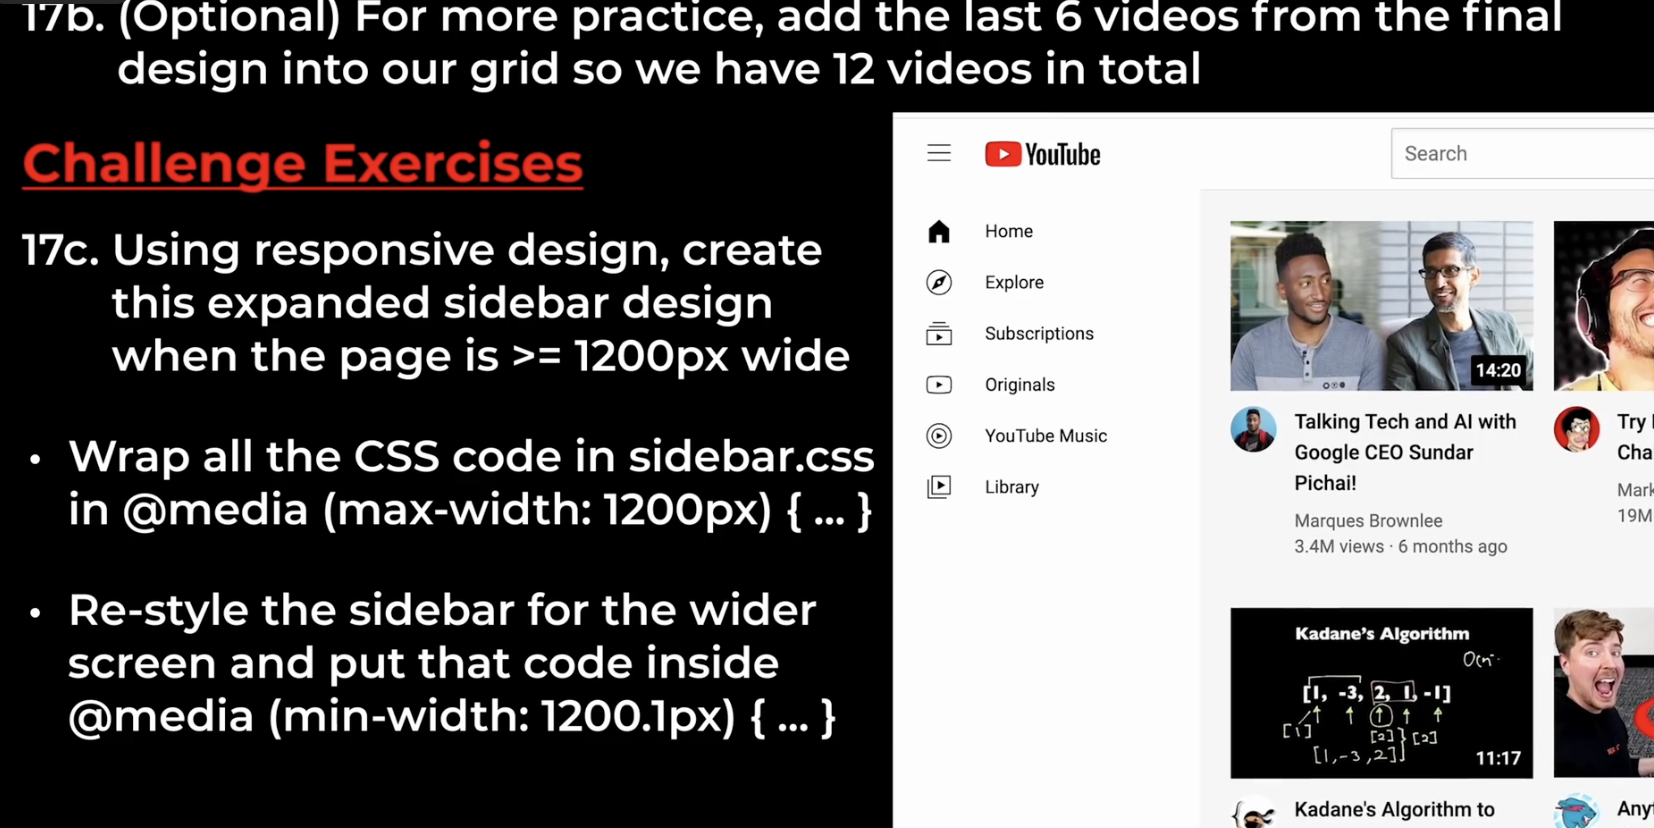 17b. (Optional) For more practice, add the last 6 videos from the final
design into our grid so we have 12 videos in total
Challenge Exercises
17c. Using responsive design, create
this expanded sidebar design
when the page is >= 1200px wide
• Wrap all the CSS code in sidebar.css
in @media (max-width: 1200px) { ... }
• Re-style the sidebar for the wider
screen and put that code inside
@media (min-width: 1200.1px) { ... }
YouTube
Search
Home
Explore
Subscriptions
Originals
YouTube Music
Library
14:20
Talking Tech and AI with
Google CEO Sundar
Pichai!
Marques Brownlee
3.4M views · 6 months ago
Try
Cha
Mark
19M
Kadane's Algorithm
[1, -3, 2, 1, -1]
[1]
[2]
[2]
[1,-3,2]
11:17
Kadane's Algorithm to
Anyt